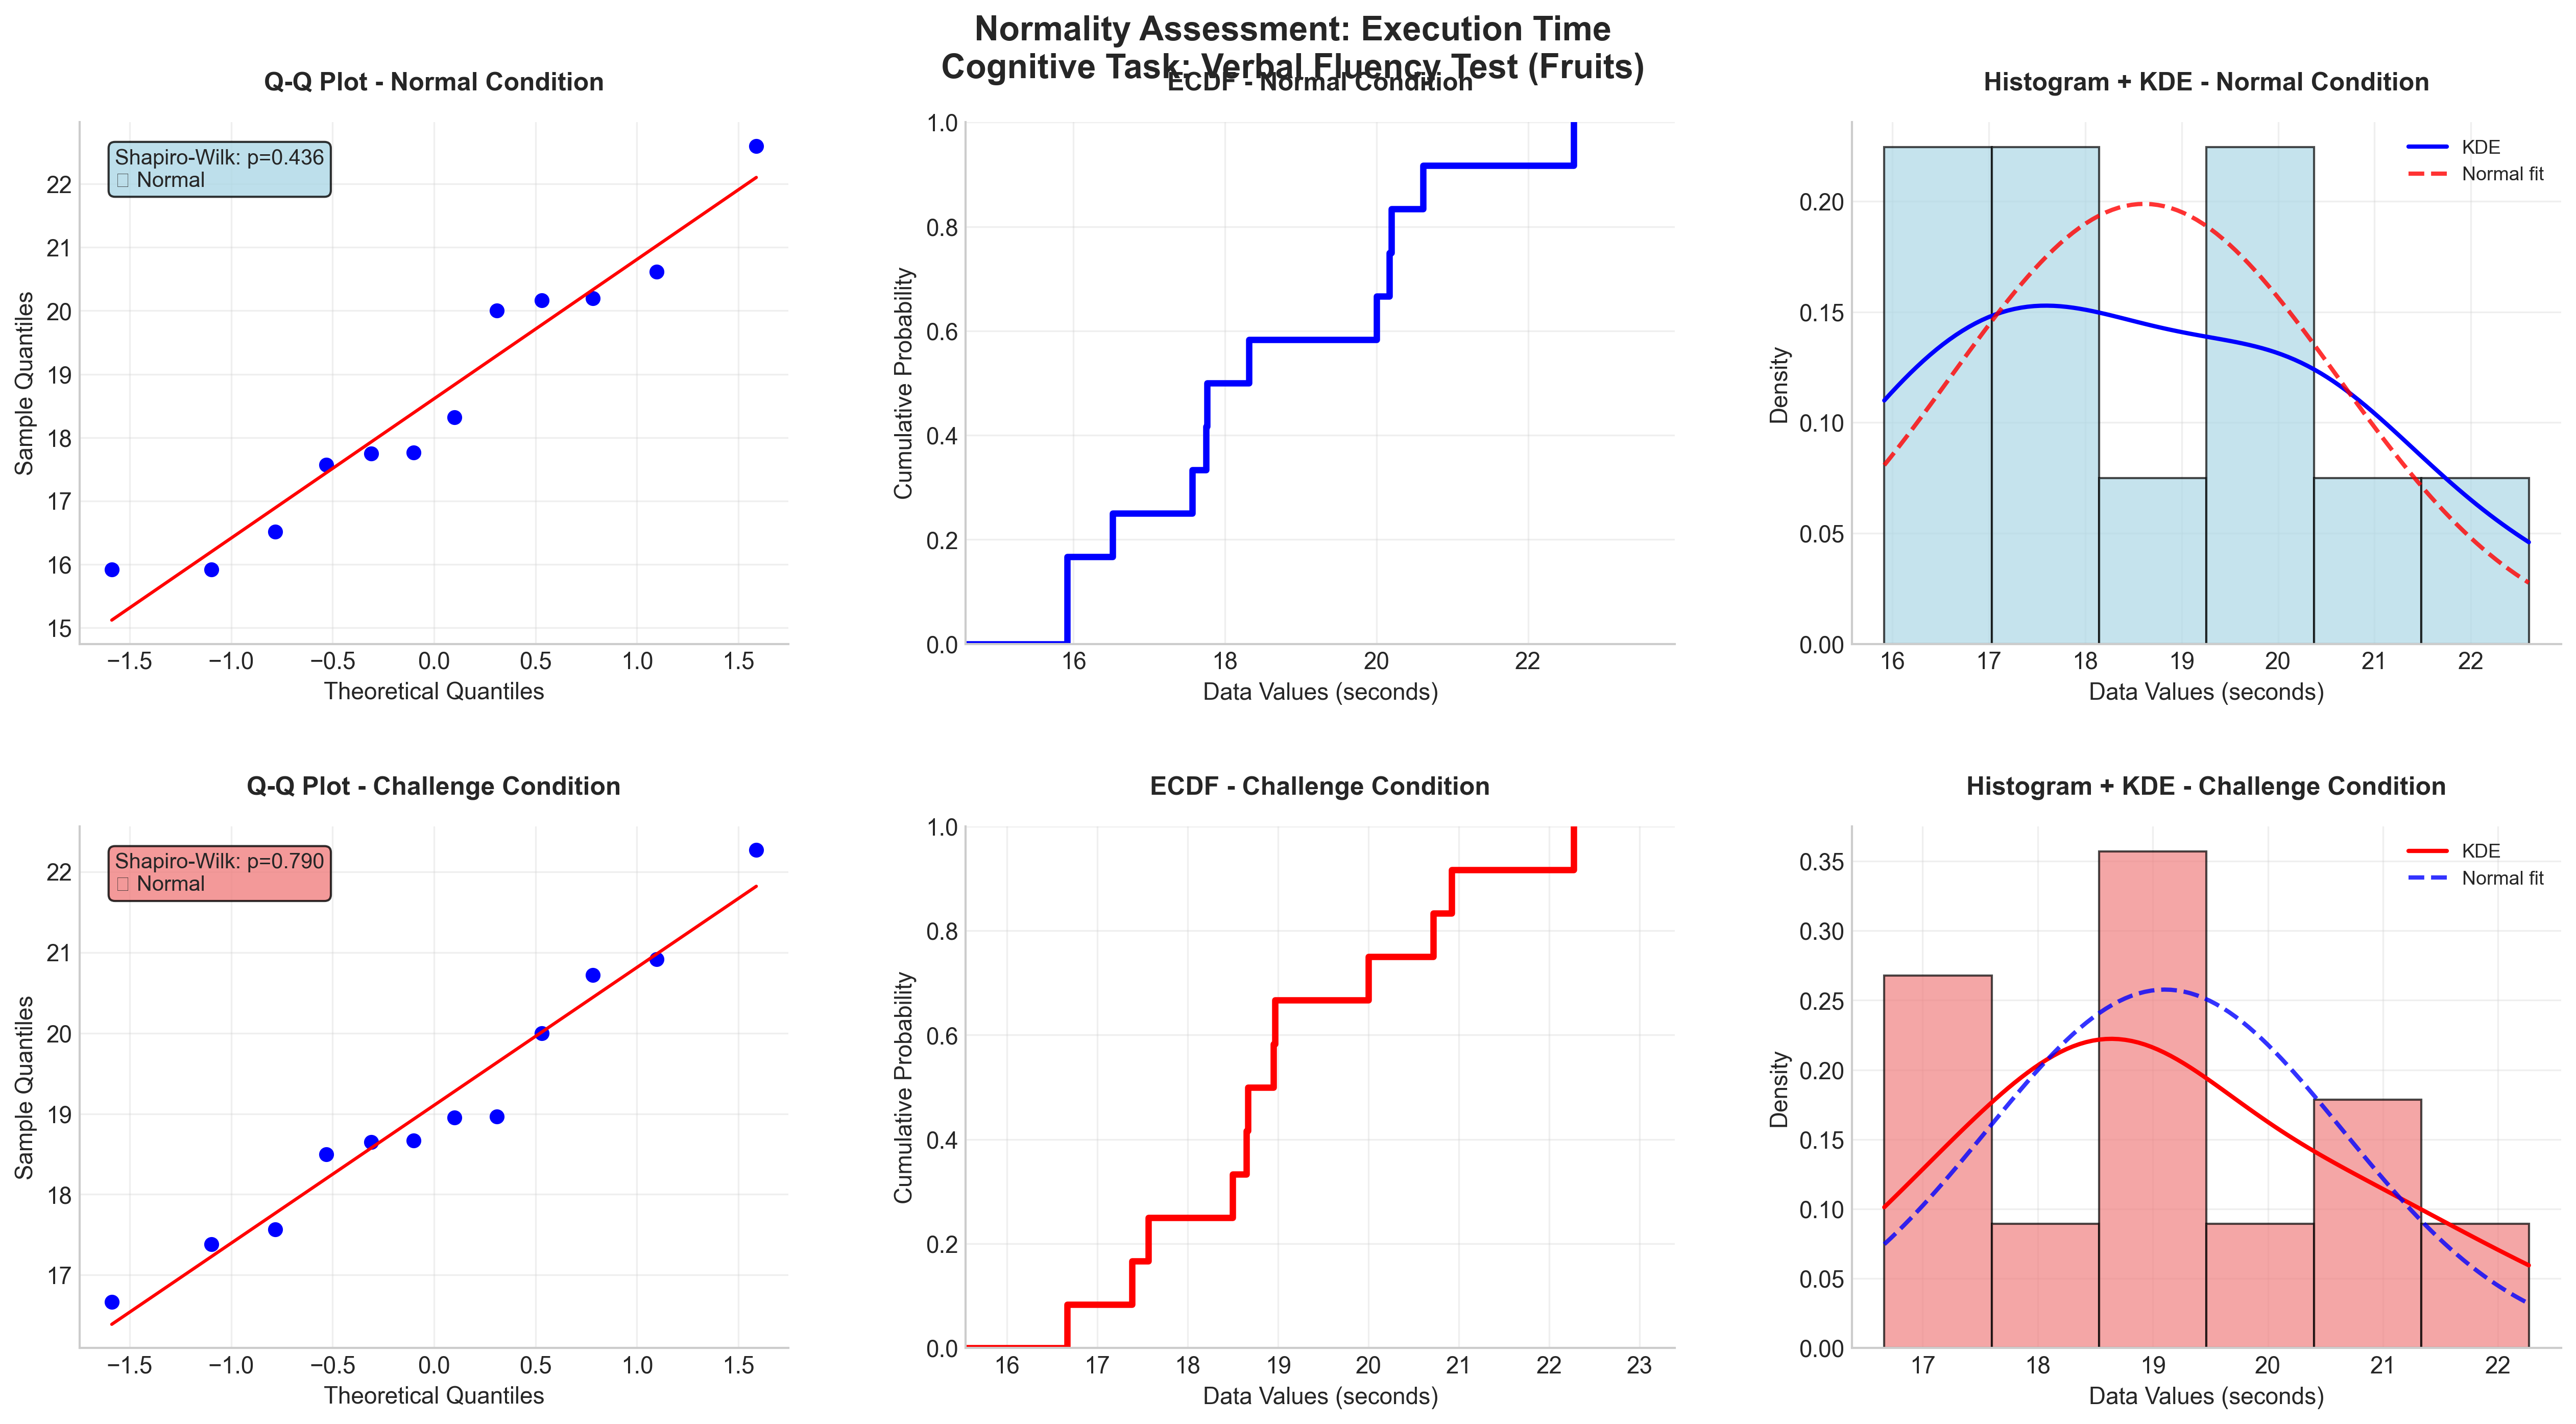 Normality Assessment: Execution Time
Cognitive Task: Verbal Fluency Test (Fruits)
Q-Q Plot - Normal Condition
Shapiro-Wilk: p=0.436
Normal
22
21
20
19
18
17
16
15
Sample Quantiles
−1.5 −1.0 −0.5 0.0 0.5 1.0 1.5
Theoretical Quantiles
ECDF - Normal Condition
1.0
0.8
0.6
0.4
0.2
0.0
Cumulative Probability
16 18 20 22
Data Values (seconds)
Histogram + KDE - Normal Condition
KDE
Normal fit
0.20
0.15
0.10
0.05
0.00
Density
16 17 18 19 20 21 22
Data Values (seconds)
Q-Q Plot - Challenge Condition
Shapiro-Wilk: p=0.790
Normal
22
21
20
19
18
17
Sample Quantiles
−1.5 −1.0 −0.5 0.0 0.5 1.0 1.5
Theoretical Quantiles
ECDF - Challenge Condition
1.0
0.8
0.6
0.4
0.2
0.0
Cumulative Probability
16 17 18 19 20 21 22 23
Data Values (seconds)
Histogram + KDE - Challenge Condition
KDE
Normal fit
0.35
0.30
0.25
0.20
0.15
0.10
0.05
0.00
Density
17 18 19 20 21 22
Data Values (seconds)